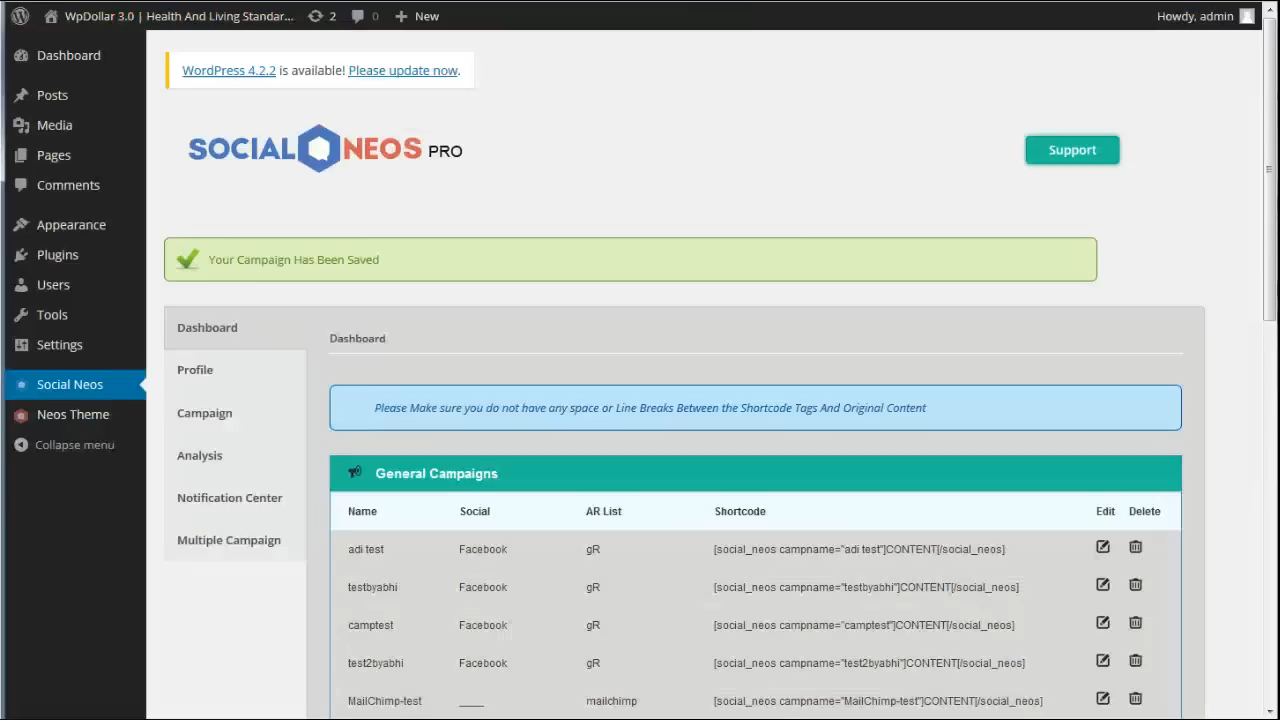 WpDollar 3.0 | Health And Living Standar... 2 0 New Howdy, admin
Dashboard
Posts
Media
Pages
Comments
Appearance
Plugins
Users
Tools
Settings
Social Neos
Neos Theme
Collapse menu
WordPress 4.2.2 is available! Please update now.
SOCIAL NEOS PRO
Support
Your Campaign Has Been Saved
Dashboard
Profile
Campaign
Analysis
Notification Center
Multiple Campaign
Dashboard
Please Make sure you do not have any space or Line Breaks Between the Shortcode Tags And Original Content
General Campaigns
Name Social AR List Shortcode Edit Delete
adi test Facebook gR [social_neos campname="adi test"]CONTENT[/social_neos]
testbyabhi Facebook gR [social_neos campname="testbyabhi"]CONTENT[/social_neos]
camptest Facebook gR [social_neos campname="camptest"]CONTENT[/social_neos]
test2byabhi Facebook gR [social_neos campname="test2byabhi"]CONTENT[/social_neos]
MailChimp-test ____ mailchimp [social_neos campname="MailChimp-test"]CONTENT[/social_neos]